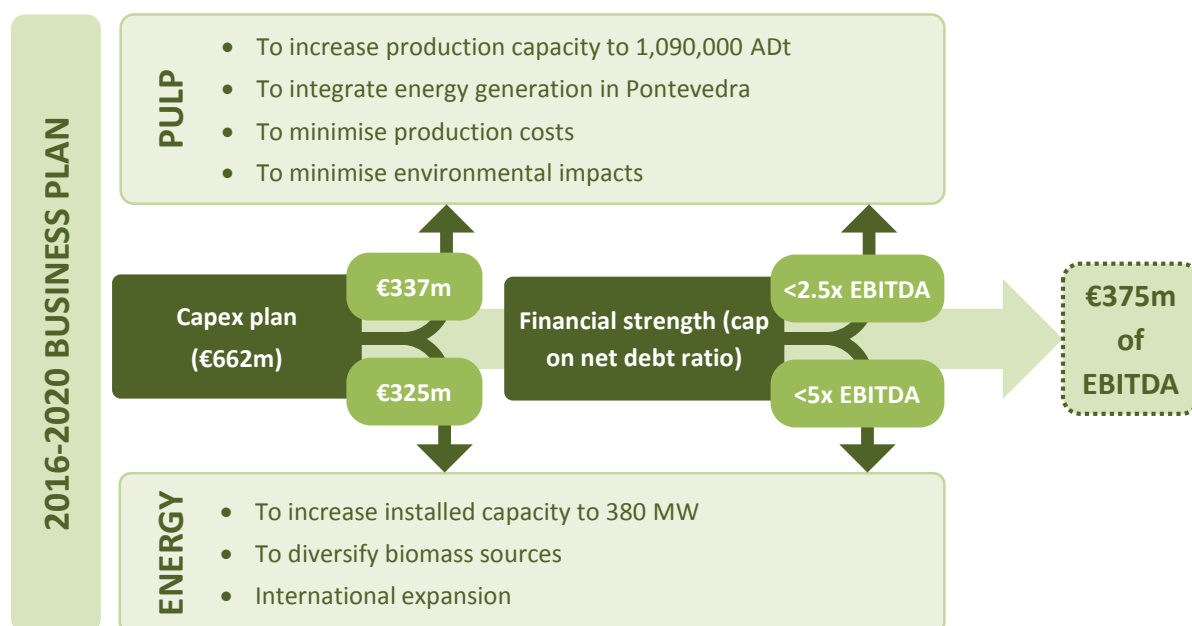 2016-2020 BUSINESS PLAN
PULP
• To increase production capacity to 1,090,000 ADt
• To integrate energy generation in Pontevedra
• To minimise production costs
• To minimise environmental impacts
Capex plan
(€662m)
€337m
€325m
Financial strength (cap
on net debt ratio)
<2.5x EBITDA
<5x EBITDA
€375m
of
EBITDA
ENERGY
• To increase installed capacity to 380 MW
• To diversify biomass sources
• International expansion